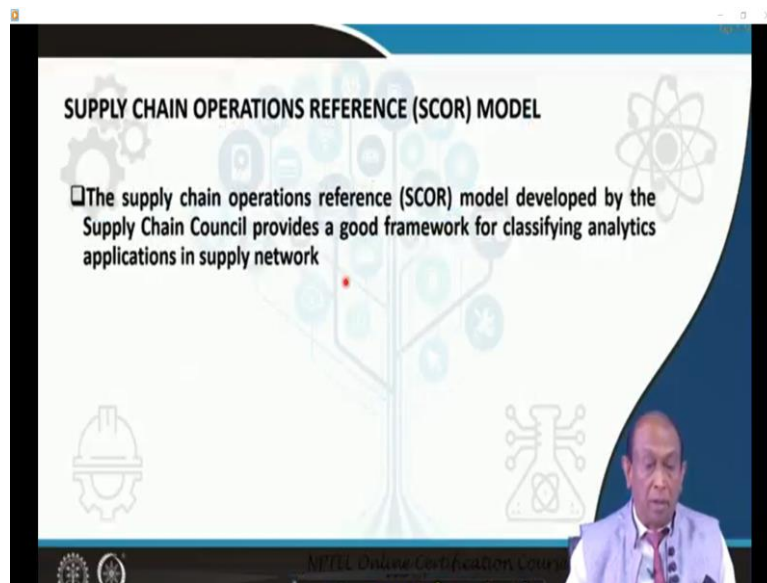 SUPPLY CHAIN OPERATIONS REFERENCE (SCOR) MODEL
❑The supply chain operations reference (SCOR) model developed by the
Supply Chain Council provides a good framework for classifying analytics
applications in supply network
NPTEL Online Certification Course